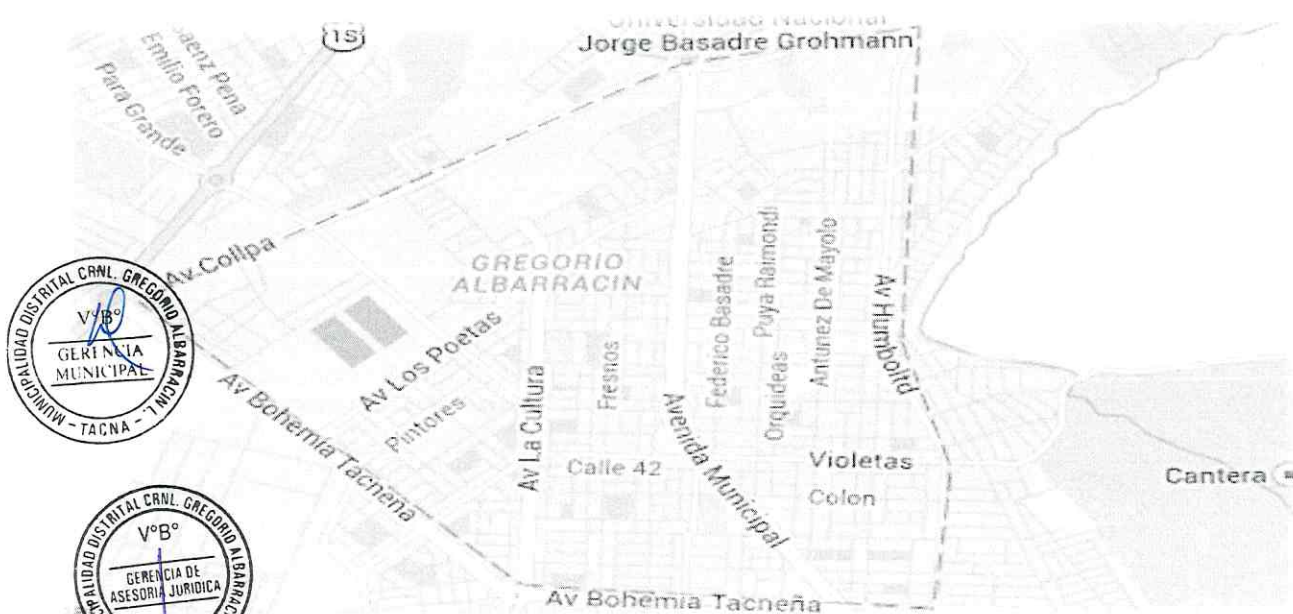 Universidad Nacional
Jorge Basadre Grohmann
1S
Saenz Pena
Emilio Forero
Para Grande
Av Collpa
GREGORIO
ALBARRACIN
Av Los Poetas
Pintores
Av La Cultura
Fresnos
Calle 42
Avenida Municipal
Federico Basadre
Orquideas
Puya Raimondi
Antunez De Mayolo
Av Humboltd
Violetas
Colon
Cantera
Av Bohemia Tacneña
Av Bohemia Tacneña
MUNICIPALIDAD DISTRITAL CRNL. GREGORIO ALBARRACIN L. - TACNA -
V°B°
GERENCIA
MUNICIPAL
DISTRITAL CRNL. GREGORIO
V°B°
GERENCIA DE
ASESORIA JURIDICA